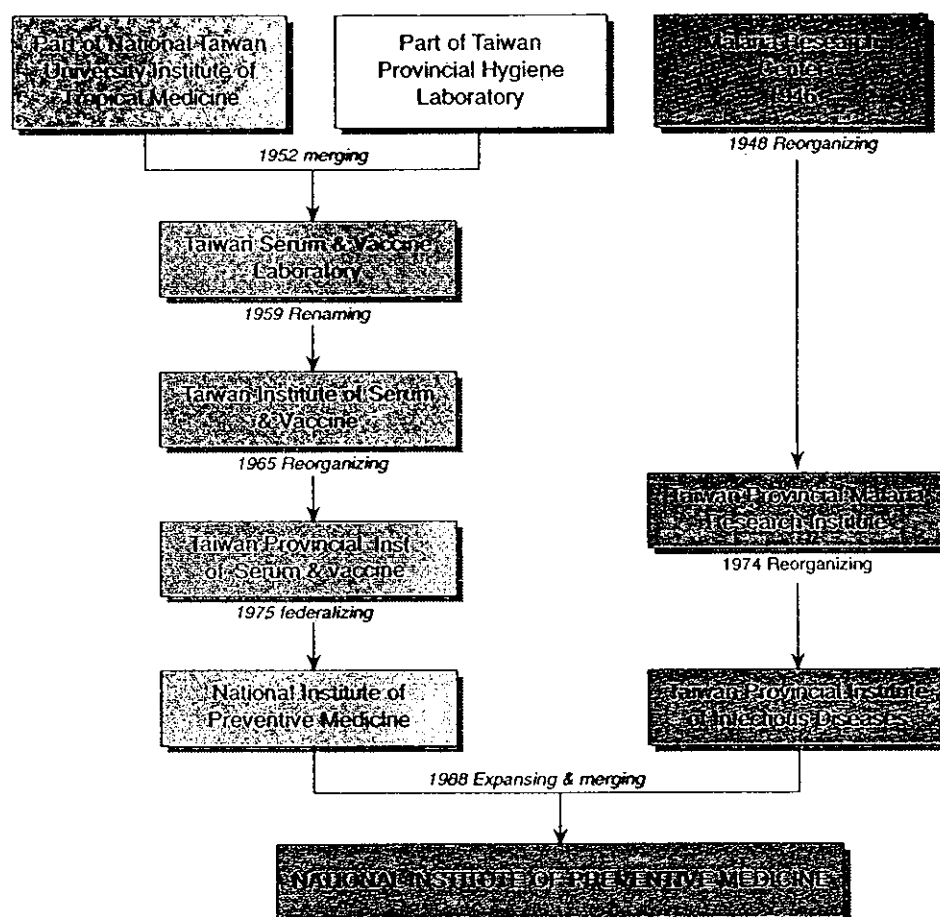 Part of National Taiwan
University Institute of
Tropical Medicine
Part of Taiwan
Provincial Hygiene
Laboratory
Malaria Research
Center
1946
1952 merging
1948 Reorganizing
Taiwan Serum & Vaccine
Laboratory
1959 Renaming
Taiwan Institute of Serum
& Vaccine
1965 Reorganizing
Taiwan Provincial Malaria
Research Institute
Taiwan Provincial Inst.
of Serum & vaccine
1974 Reorganizing
1975 federalizing
National Institute of
Preventive Medicine
Taiwan Provincial Institute
of Infectious Diseases
1988 Expansing & merging
NATIONAL INSTITUTE OF PREVENTIVE MEDICINE